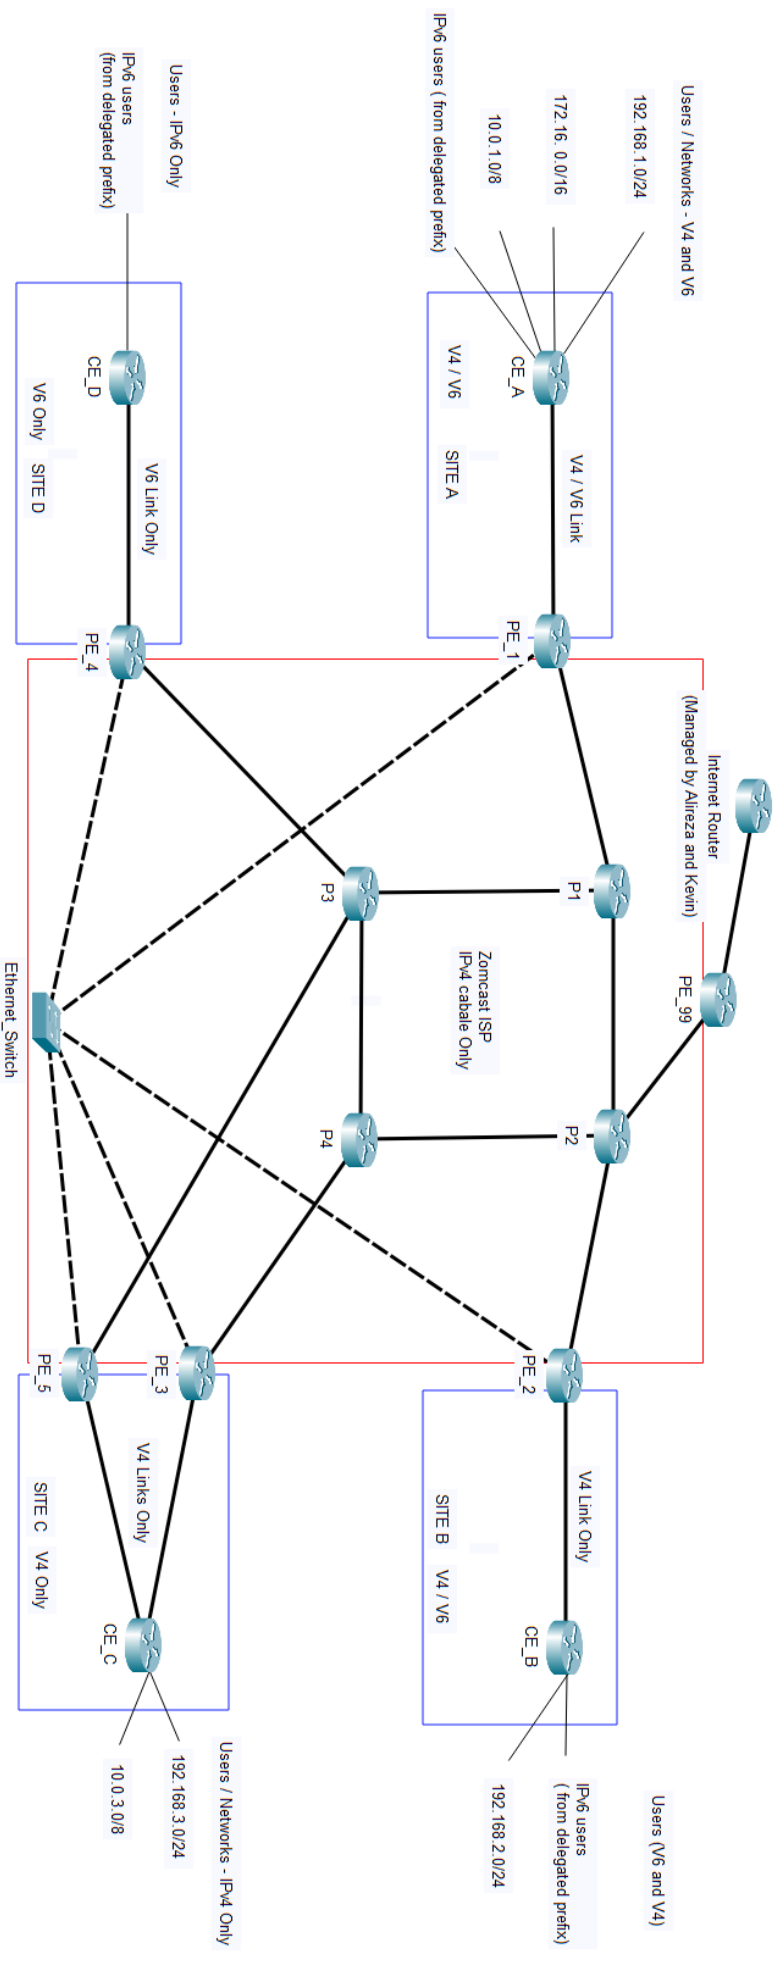 Internet Router
(Managed by Alireza and Kevin)
Users / Networks - V4 and V6
PE_99
Users (V6 and V4)
192.168.1.0/24
172.16. 0.0/16
10.0.1.0/8
IPv6 users ( from delegated prefix)
V4 / V6 Link
CE_A
PE_1
V4 / V6 SITE A
P1
P2
Zomcast ISP
IPv4 cabale Only
P3
P4
V4 Link Only
PE_2
CE_B
SITE B V4 / V6
IPv6 users
( from delegated prefix)
192.168.2.0/24
Users - IPv6 Only
IPv6 users
(from delegated prefix)
V6 Link Only
CE_D
PE_4
V6 Only
SITE D
Users / Networks - IPv4 Only
192.168.3.0/24
10.0.3.0/8
PE_3
V4 Links Only
CE_C
PE_5
SITE C V4 Only
Ethernet_Switch